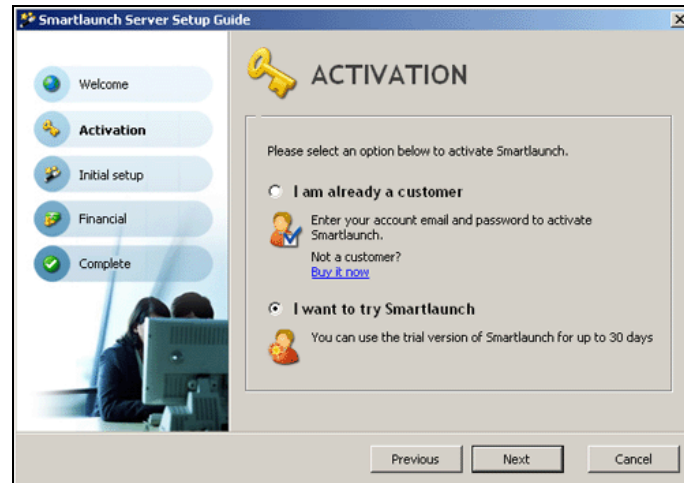 Smartlaunch Server Setup Guide
Welcome
Activation
Initial setup
Financial
Complete
ACTIVATION
Please select an option below to activate Smartlaunch.
I am already a customer
Enter your account email and password to activate
Smartlaunch.
Not a customer?
Buy it now
I want to try Smartlaunch
You can use the trial version of Smartlaunch for up to 30 days
Previous
Next
Cancel